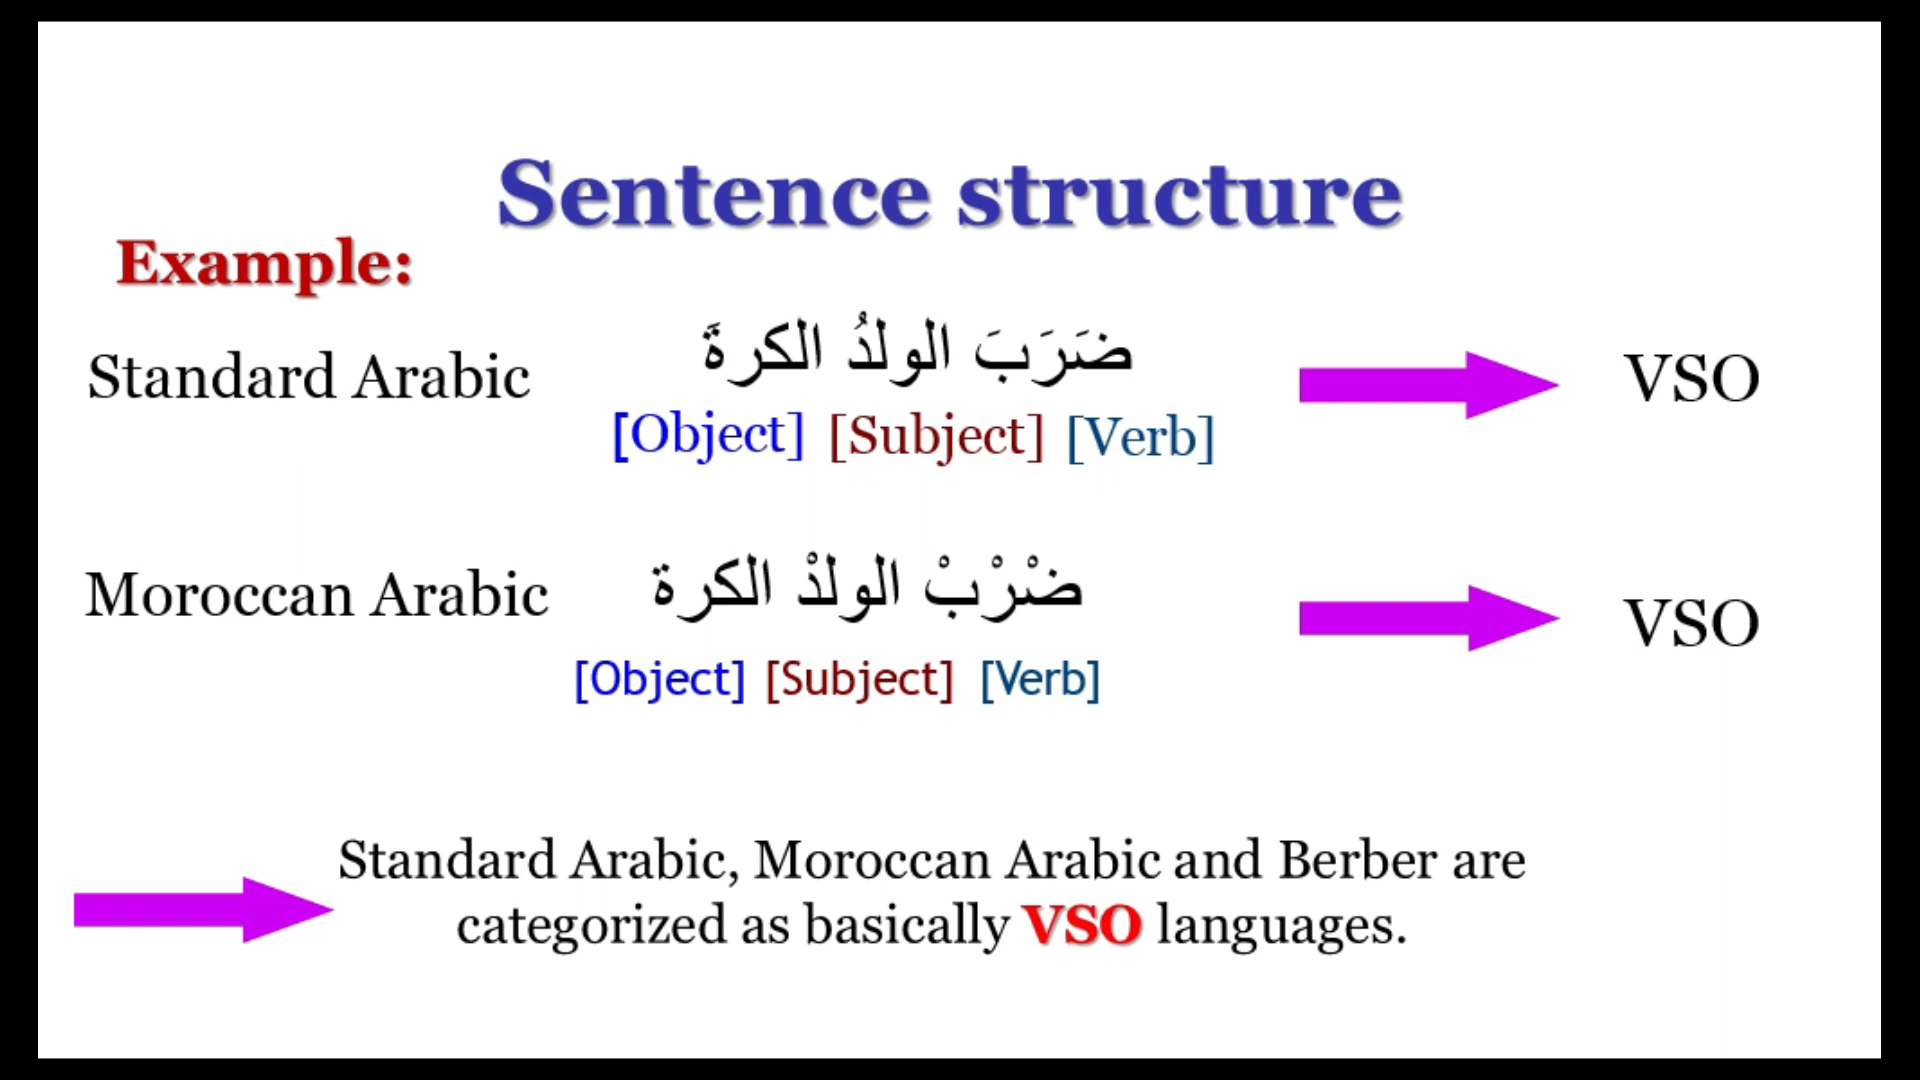 Sentence structure
Example:
Standard Arabic ضَرَبَ الولدُ الكرةَ VSO
[Object] [Subject] [Verb]
Moroccan Arabic ضْرْبْ الولدْ الكرة VSO
[Object] [Subject] [Verb]
Standard Arabic, Moroccan Arabic and Berber are
categorized as basically VSO languages.